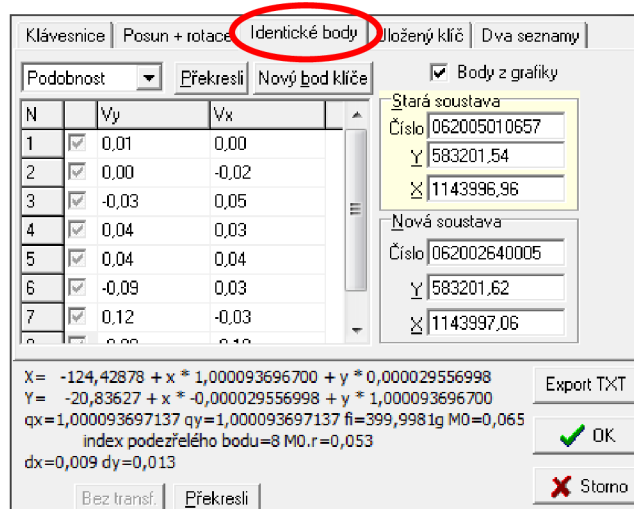 Klávesnice Posun + rotace Identické body Uložený klíč Dva seznamy
Podobnost Překresli Nový bod klíče Body z grafiky
N Vy Vx
1 0,01 0,00
2 0,00 -0,02
3 -0,03 0,05
4 0,04 0,03
5 0,04 0,04
6 -0,09 0,03
7 0,12 -0,03
Stará soustava
Číslo 062005010657
Y 583201,54
X 1143996,96
Nová soustava
Číslo 062002640005
Y 583201,62
X 1143997,06
X= -124,42878 + x * 1,000093696700 + y * 0,000029556998
Y= -20,83627 + x * -0,000029556998 + y * 1,000093696700
qx=1,000093697137 qy=1,000093697137 fi=399,9981g M0=0,065
index podezřelého bodu=8 M0.r=0,053
dx=0,009 dy=0,013
Bez transf. Překresli
Export TXT
OK
Storno